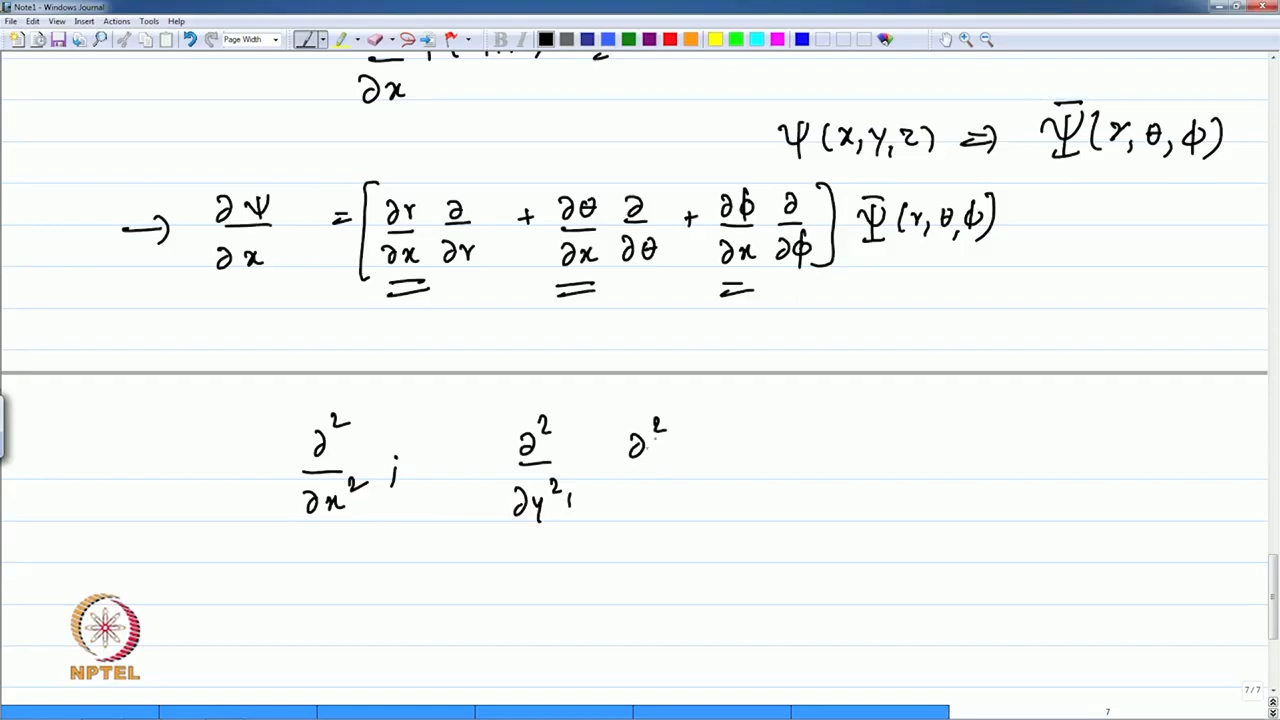 Note1 - Windows Journal
File Edit View Insert Actions Tools Help
Page Width B I
∂x
ψ(x,y,z) => Ψ̅(r,θ,ϕ)
→ ∂Ψ/∂x = [∂r/∂x ∂/∂r + ∂θ/∂x ∂/∂θ + ∂ϕ/∂x ∂/∂ϕ] Ψ̅(r,θ,ϕ)
∂²/∂x² ; ∂²/∂y² , ∂²
NPTEL
7/7
7